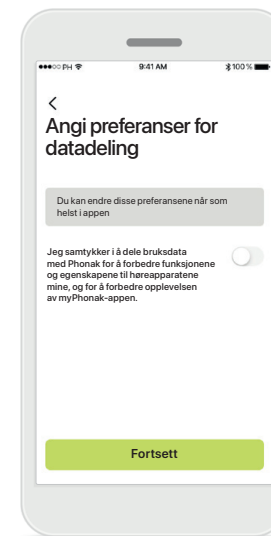 ●●●○○ PH 9:41 AM 100 %
Angi preferanser for
datadeling
Du kan endre disse preferansene når som
helst i appen
Jeg samtykker i å dele bruksdata
med Phonak for å forbedre funksjonene
og egenskapene til høreapparatene
mine, og for å forbedre opplevelsen
av myPhonak-appen.
Fortsett